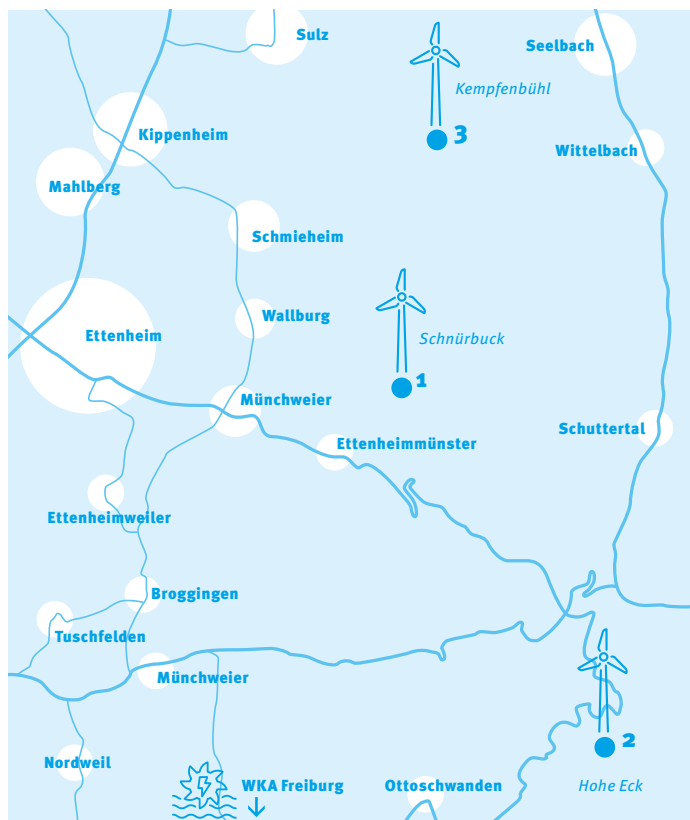 Sulz
Seelbach
Kempfenbühl
3
Kippenheim
Wittelbach
Mahlberg
Schmieheim
Wallburg
Ettenheim
Schnürbuck
1
Münchweier
Schuttertal
Ettenheimmünster
Ettenheimweiler
Broggingen
Tuschfelden
Münchweier
2
Nordweil
WKA Freiburg
Ottoschwanden
Hohe Eck